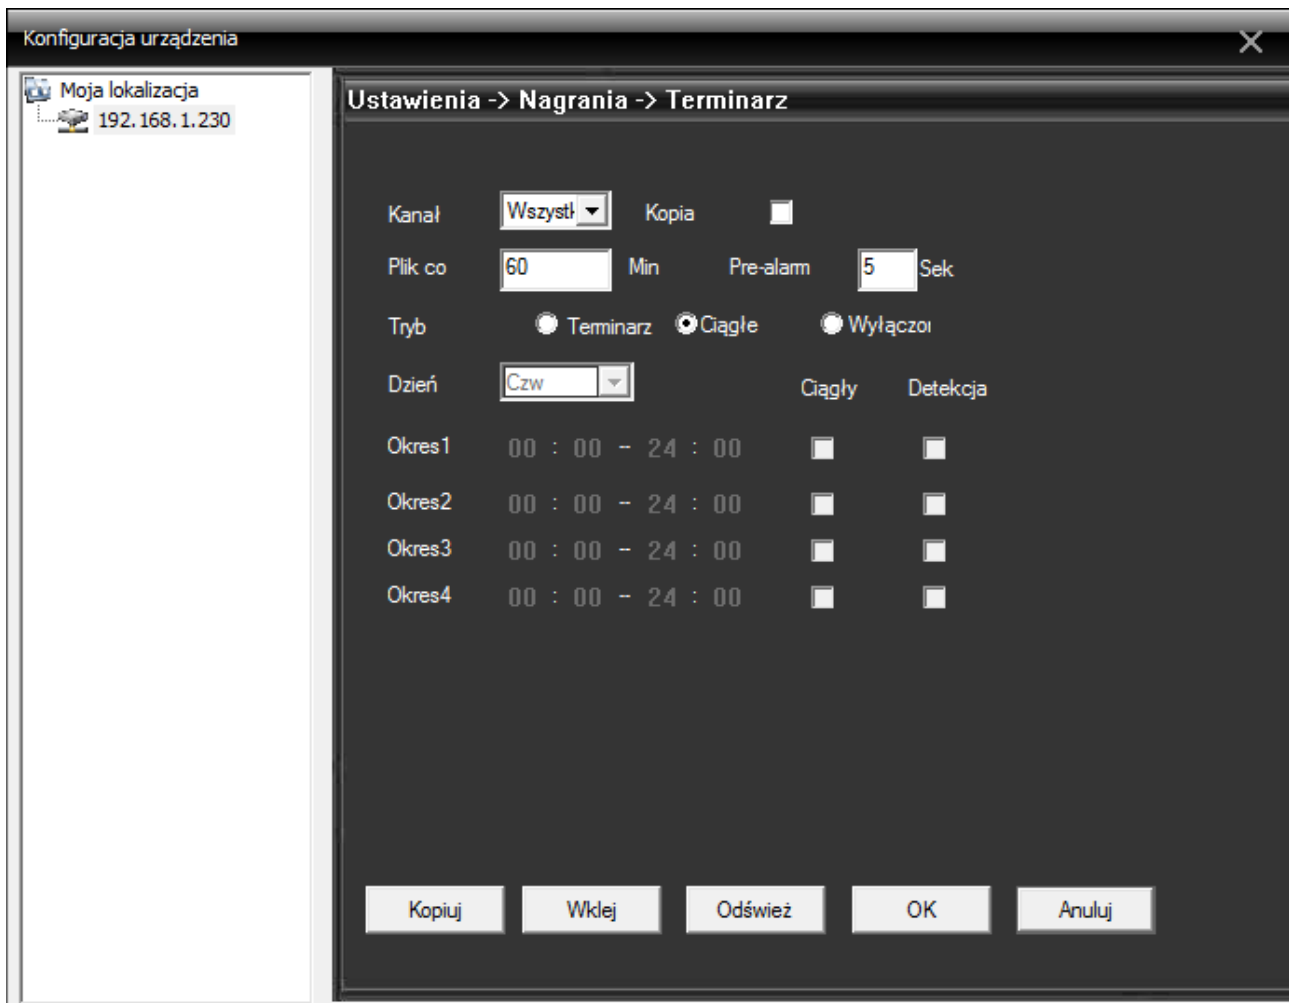 Konfiguracja urządzenia
Moja lokalizacja
192.168.1.230
Ustawienia -> Nagrania -> Terminarz
Kanał Wszystk Kopia
Plik co 60 Min Pre-alarm 5 Sek
Tryb Terminarz Ciągłe Wyłączor
Dzień Czw Ciągły Detekcja
Okres1 00 : 00 - 24 : 00
Okres2 00 : 00 - 24 : 00
Okres3 00 : 00 - 24 : 00
Okres4 00 : 00 - 24 : 00
Kopiuj Wklej Odśwież OK Anuluj